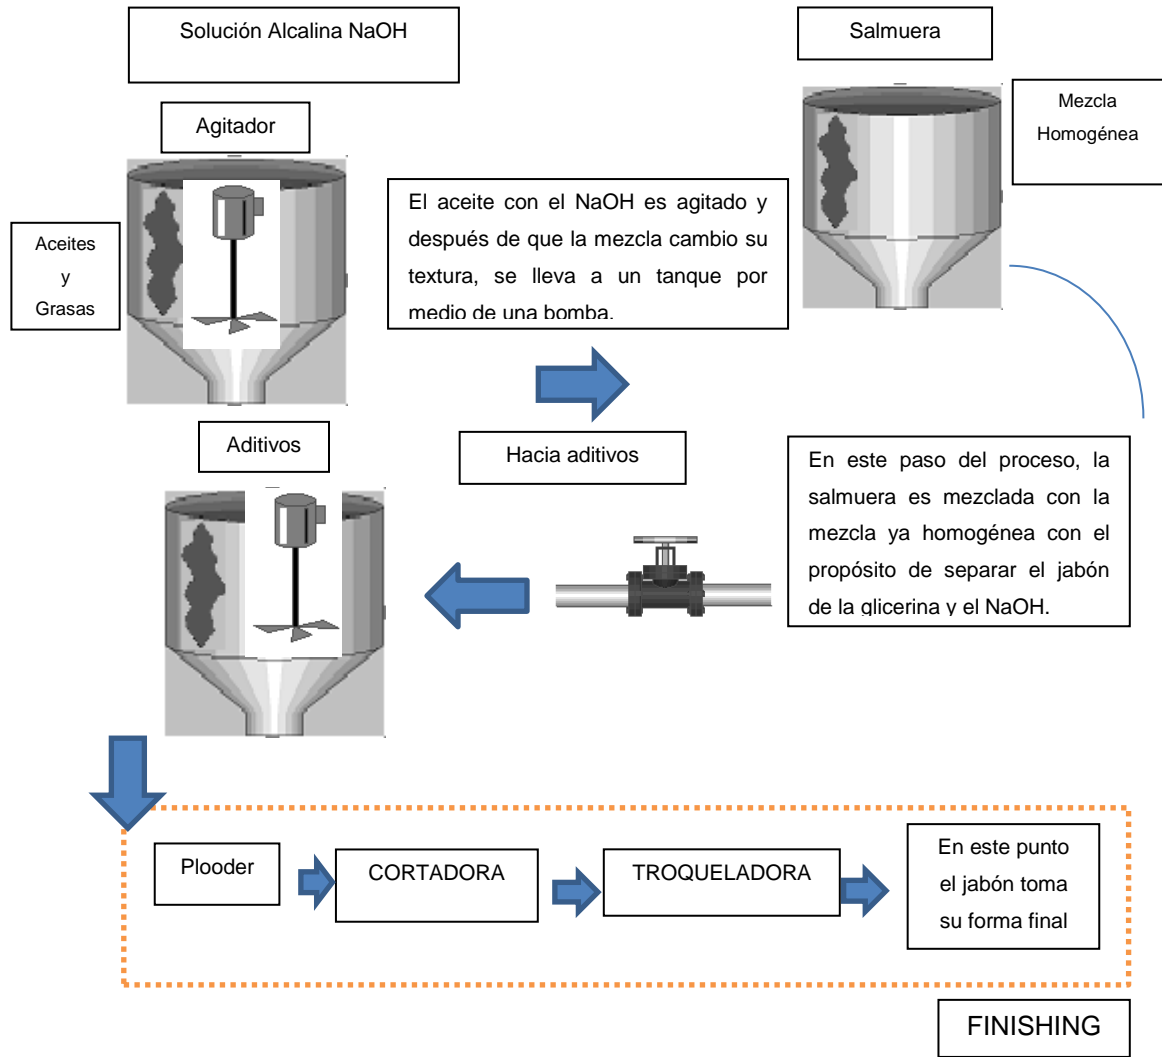 Solución Alcalina NaOH
Salmuera
Agitador
Mezcla
Homogénea
Aceites
y
Grasas
El aceite con el NaOH es agitado y
después de que la mezcla cambio su
textura, se lleva a un tanque por
medio de una bomba.
Aditivos
Hacia aditivos
En este paso del proceso, la
salmuera es mezclada con la
mezcla ya homogénea con el
propósito de separar el jabón
de la glicerina y el NaOH.
Plooder
CORTADORA
TROQUELADORA
En este punto
el jabón toma
su forma final
FINISHING